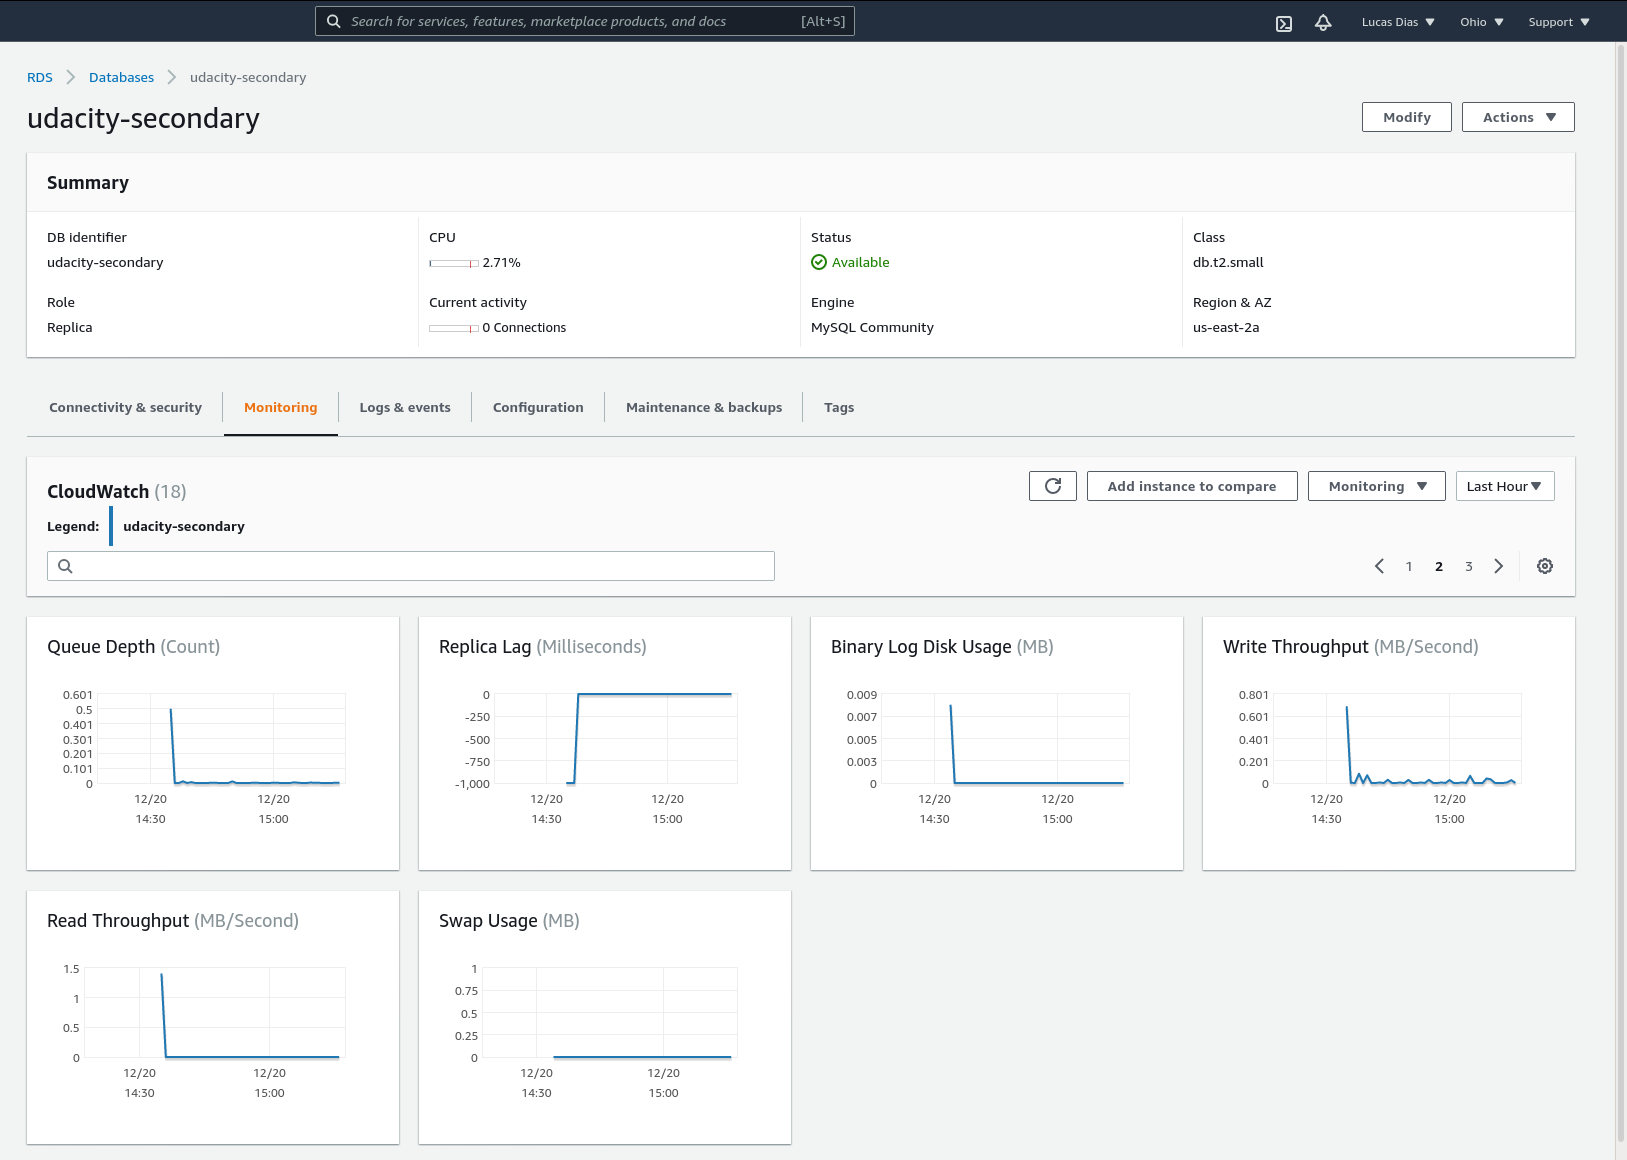 Search for services, features, marketplace products, and docs [Alt+S] Lucas Dias Ohio Support
RDS Databases udacity-secondary
udacity-secondary
Modify Actions
Summary
DB identifier CPU Status Class
udacity-secondary 2.71% Available db.t2.small
Role Current activity Engine Region & AZ
Replica 0 Connections MySQL Community us-east-2a
Connectivity & security Monitoring Logs & events Configuration Maintenance & backups Tags
CloudWatch (18) Add instance to compare Monitoring Last Hour
Legend: udacity-secondary
1 2 3
Queue Depth (Count)
0.601
0.5
0.401
0.301
0.201
0.101
0
12/20 12/20
14:30 15:00
Replica Lag (Milliseconds)
0
-250
-500
-750
-1,000
12/20 12/20
14:30 15:00
Binary Log Disk Usage (MB)
0.009
0.007
0.005
0.003
0
12/20 12/20
14:30 15:00
Write Throughput (MB/Second)
0.801
0.601
0.401
0.201
0
12/20 12/20
14:30 15:00
Read Throughput (MB/Second)
1.5
1
0.5
0
12/20 12/20
14:30 15:00
Swap Usage (MB)
1
0.75
0.5
0.25
0
12/20 12/20
14:30 15:00